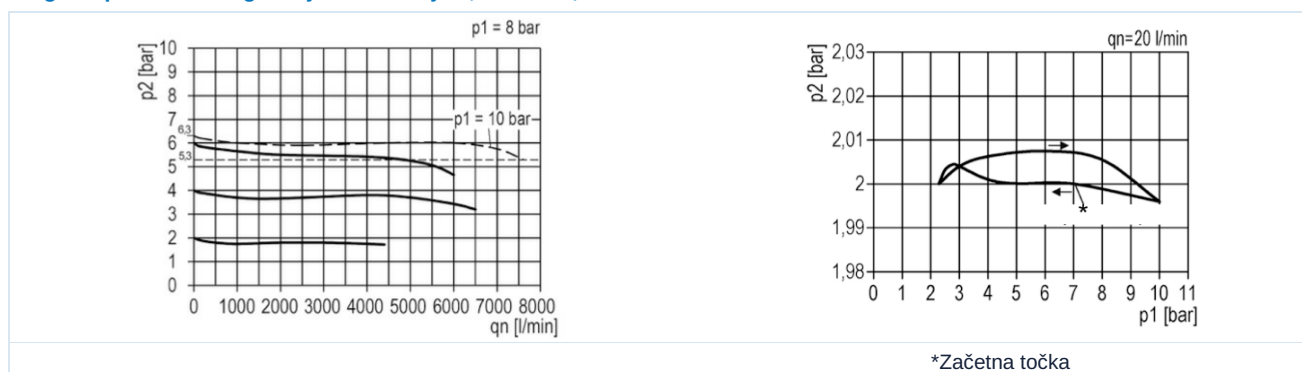 p1 = 8 bar
p2 [bar]
10
9
8
7
6,3
6
5,3
5
4
3
2
1
0
p1 = 10 bar
0 1000 2000 3000 4000 5000 6000 7000 8000
qn [l/min]
qn=20 l/min
p2 [bar]
2,03
2,02
2,01
2
1,99
1,98
*
0 1 2 3 4 5 6 7 8 9 10 11
p1 [bar]
*Začetna točka